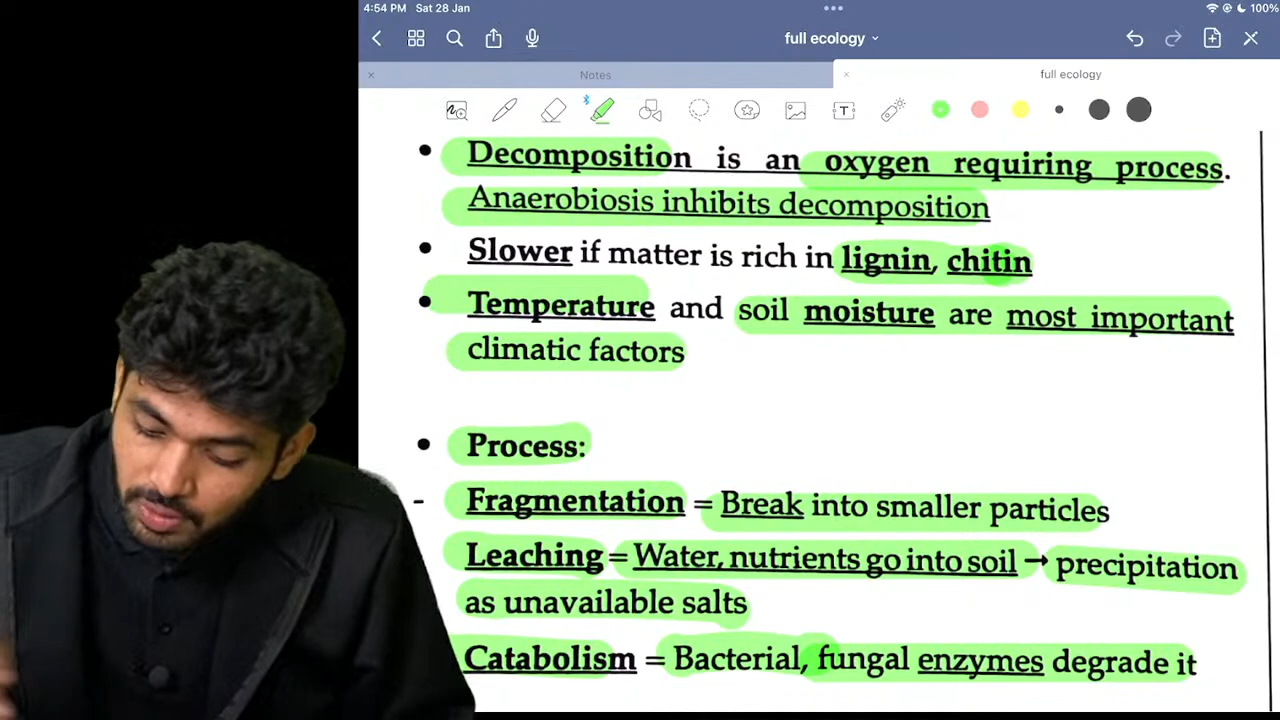 4:54 PM Sat 28 Jan
100%
full ecology
Notes
full ecology
T
• Decomposition is an oxygen requiring process.
Anaerobiosis inhibits decomposition
• Slower if matter is rich in lignin, chitin
• Temperature and soil moisture are most important
climatic factors
• Process:
- Fragmentation = Break into smaller particles
Leaching = Water, nutrients go into soil → precipitation
as unavailable salts
Catabolism = Bacterial, fungal enzymes degrade it